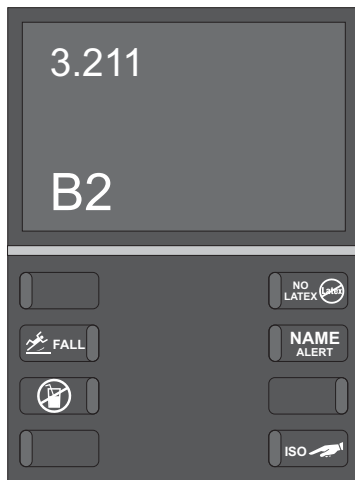 3.211
B2
NO
LATEX Latex
FALL
NAME
ALERT
ISO